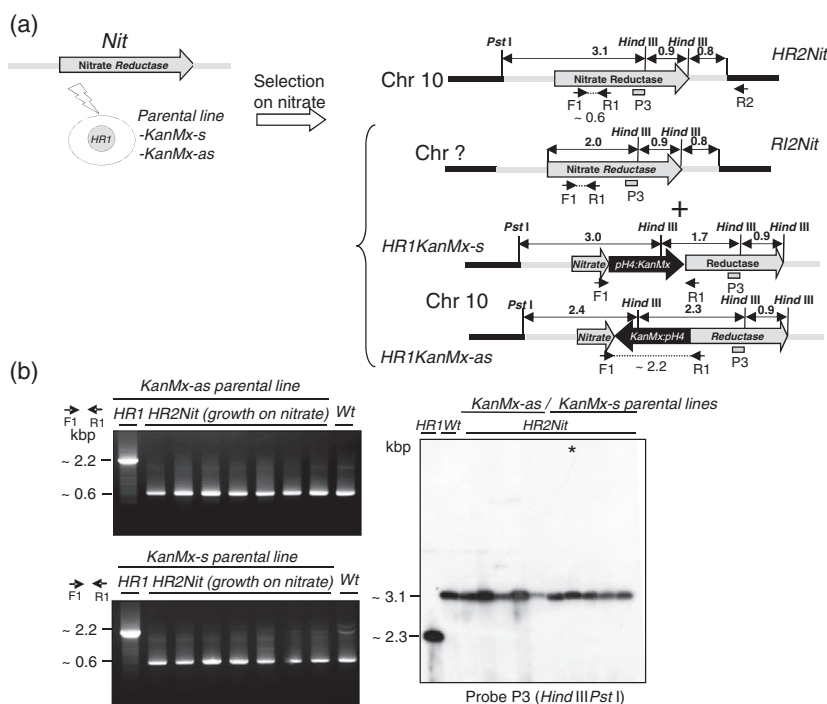 (a)
Nit
Nitrate Reductase
HR1
Parental line
-KanMx-s
-KanMx-as
Selection
on nitrate
Pst I
Hind III
Hind III
3.1
0.9
0.8
HR2Nit
Chr 10
Nitrate Reductase
F1
R1
P3
R2
~ 0.6
Hind III
Hind III
2.0
0.9
0.8
RI2Nit
Chr ?
Nitrate Reductase
F1
R1
P3
+
Pst I
Hind III
Hind III
Hind III
HR1KanMx-s
3.0
1.7
0.9
Nitrate
pH4:KanMx
Reductase
F1
R1
P3
Chr 10
Pst I
Hind III
Hind III
Hind III
2.4
2.3
0.9
Nitrate
KanMx:pH4
Reductase
HR1KanMx-as
F1
~ 2.2
R1
P3
(b)
KanMx-as parental line
HR1 HR2Nit (growth on nitrate) Wt
F1 R1
kbp
~ 2.2
~ 0.6
KanMx-s parental line
HR1 HR2Nit (growth on nitrate) Wt
F1 R1
~ 2.2
~ 0.6
KanMx-as / KanMx-s parental lines
HR1 Wt HR2Nit
kbp
*
~ 3.1
~ 2.3
Probe P3 (Hind III Pst I)